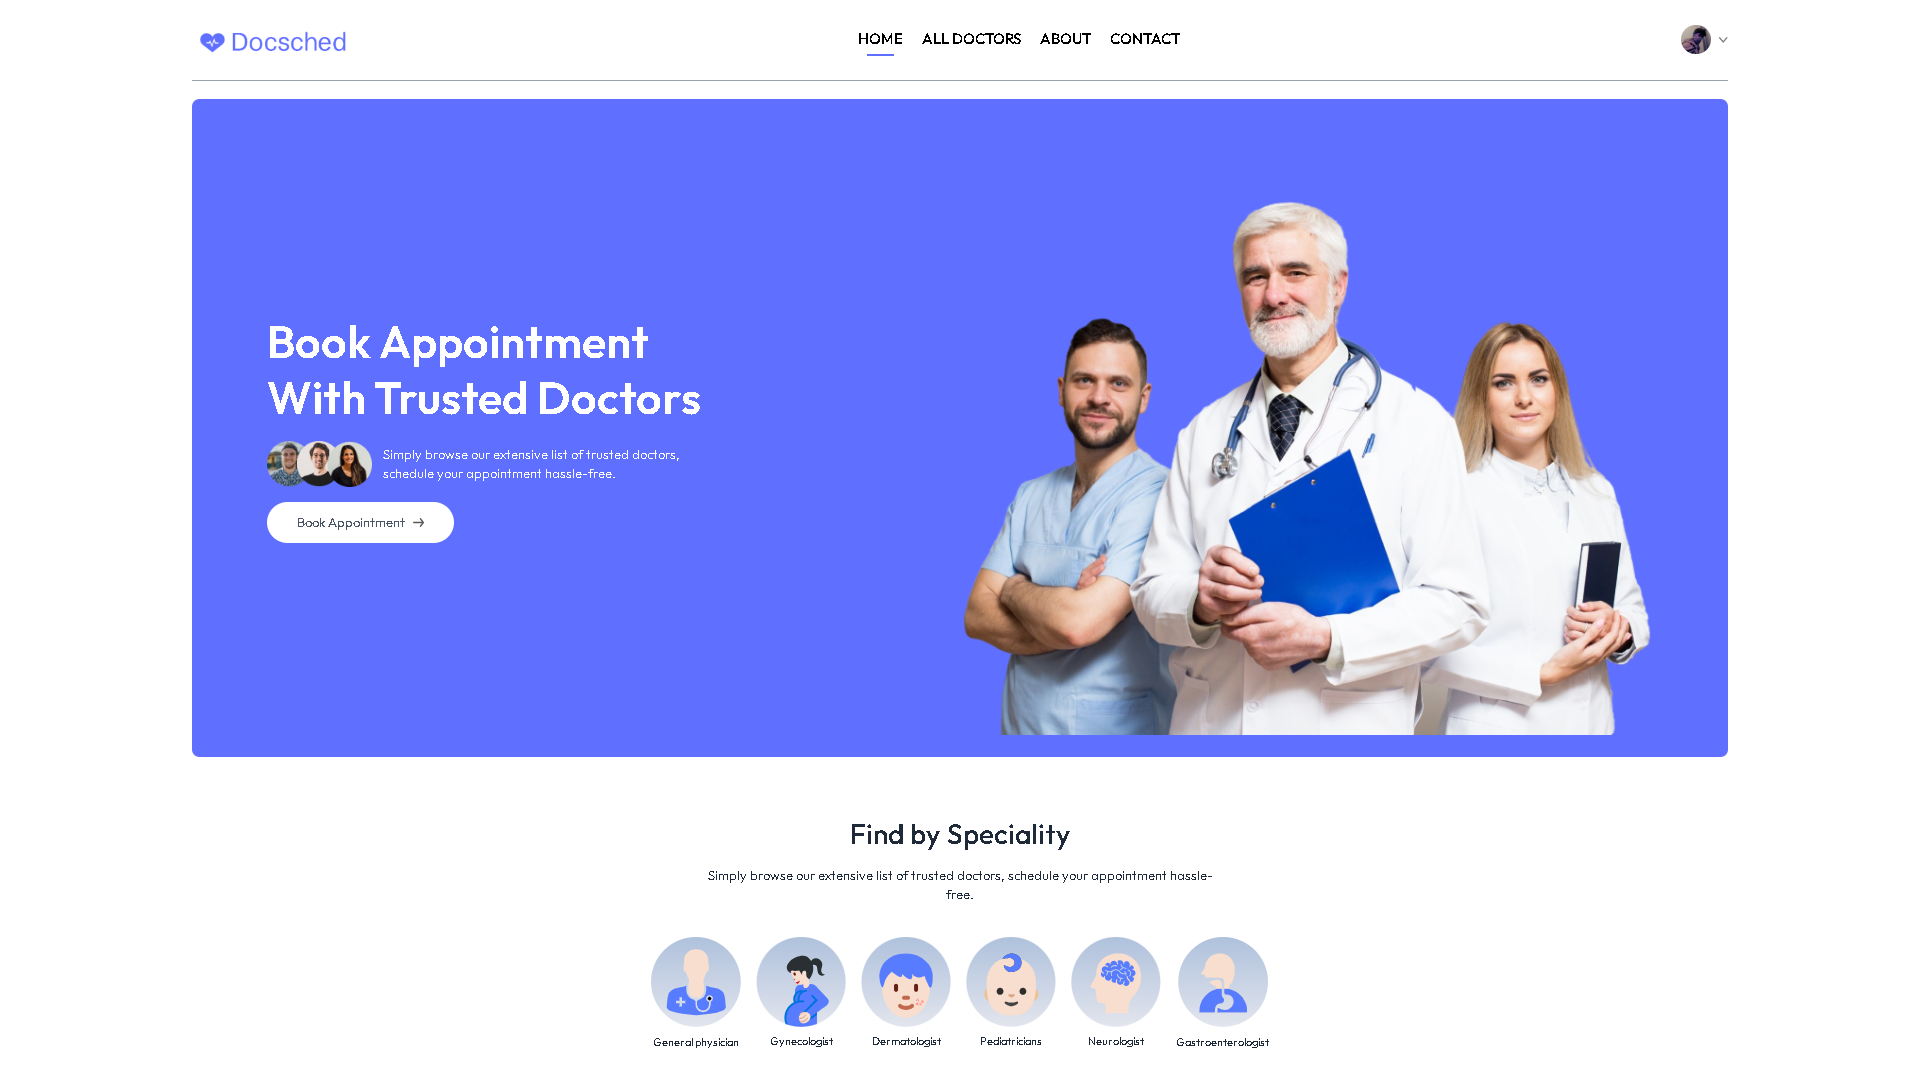 Docsched
HOME
ALL DOCTORS
ABOUT
CONTACT
Book Appointment
With Trusted Doctors
Simply browse our extensive list of trusted doctors,
schedule your appointment hassle-free.
Book Appointment →
Find by Speciality
Simply browse our extensive list of trusted doctors, schedule your appointment hassle-
free.
General physician
Gynecologist
Dermatologist
Pediatricians
Neurologist
Gastroenterologist